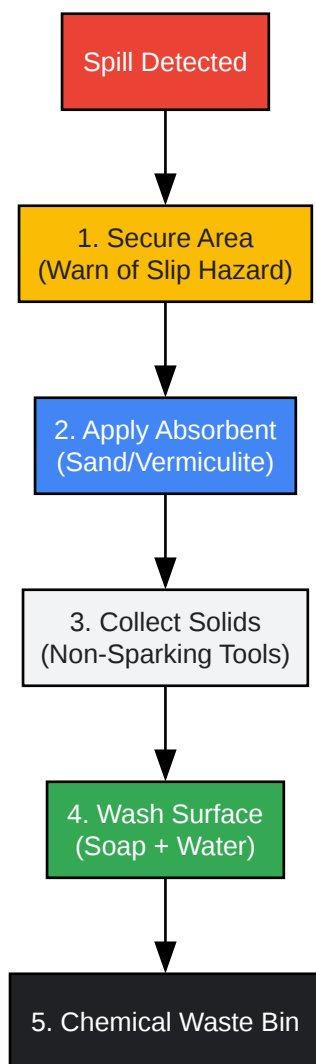 Spill Detected
1. Secure Area
(Warn of Slip Hazard)
2. Apply Absorbent
(Sand/Vermiculite)
3. Collect Solids
(Non-Sparking Tools)
4. Wash Surface
(Soap + Water)
5. Chemical Waste Bin